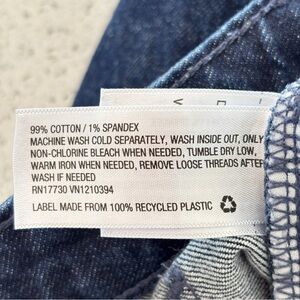 99% COTTON / 1% SPANDEX
MACHINE WASH COLD SEPARATELY, WASH INSIDE OUT, ONLY
NON-CHLORINE BLEACH WHEN NEEDED, TUMBLE DRY LOW,
WARM IRON WHEN NEEDED, REMOVE LOOSE THREADS AFTER
WASH IF NEEDED
RN17730 VN1210394
LABEL MADE FROM 100% RECYCLED PLASTIC